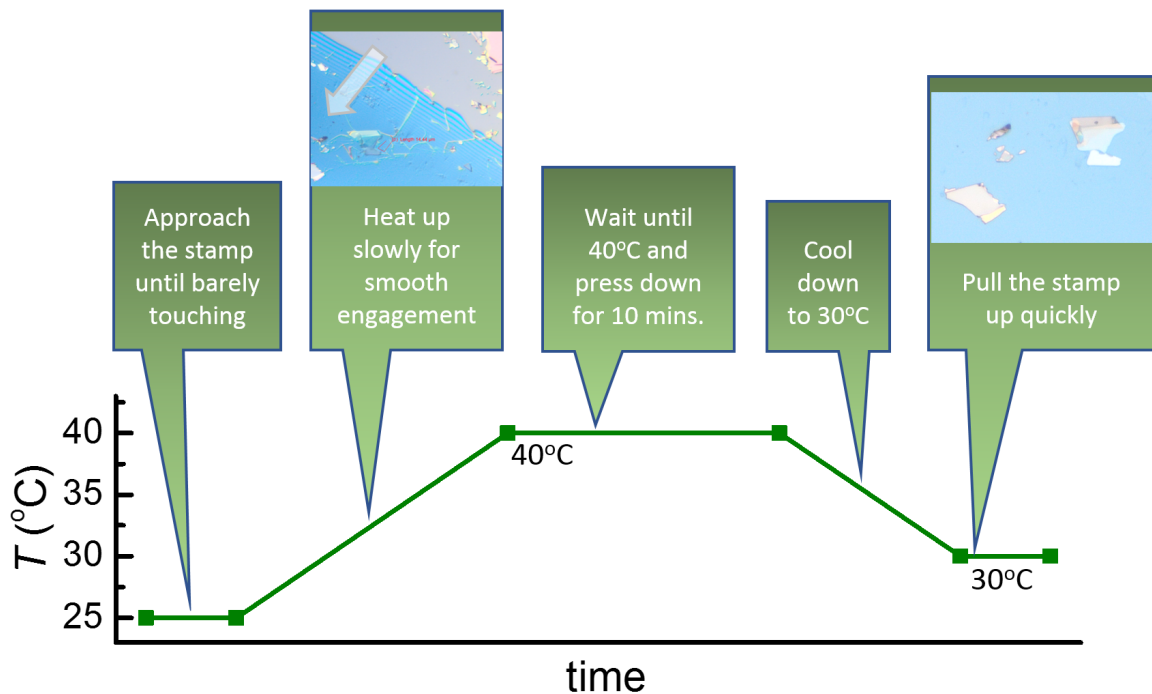 Approach
the stamp
until barely
touching
Heat up
slowly for
smooth
engagement
Wait until
40°C and
press down
for 10 mins.
Cool
down
to 30°C
Pull the stamp
up quickly
40
35
30
25
T (°C)
40°C
30°C
time